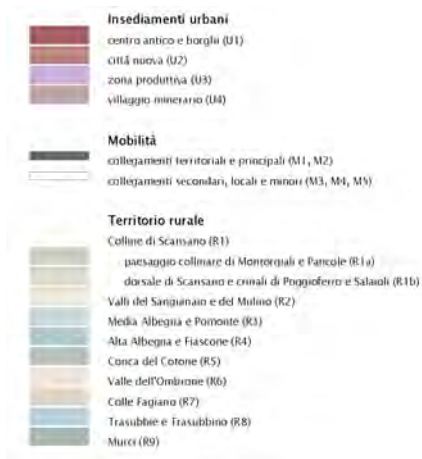 Insediamenti urbani
centro antico e borghi (U1)
città nuova (U2)
zona produttiva (U3)
villaggio minerario (U4)
Mobilità
collegamenti territoriali e principali (M1, M2)
collegamenti secondari, locali e minori (M3, M4, M5)
Territorio rurale
Colline di Scansano (R1)
paesaggio collinare di Montorgiali e Pancole (R1a)
dorsale di Scansano e crinali di Poggioferro e Salaioli (R1b)
Valli del Sanguinaio e del Mulino (R2)
Media Albegna e Pomonte (R3)
Alta Albegna e Fiascone (R4)
Conca del Cotone (R5)
Valle dell'Ombrone (R6)
Colle Fagiano (R7)
Trasubbie e Trasubbino (R8)
Murci (R9)